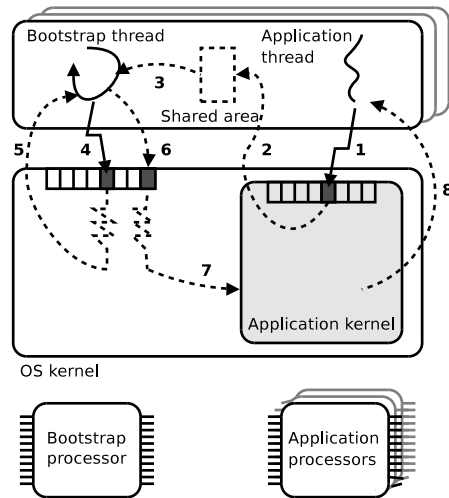 Bootstrap thread
Application
thread
3
Shared area
5
4
6
2
1
8
7
Application kernel
OS kernel
Bootstrap
processor
Application
processors